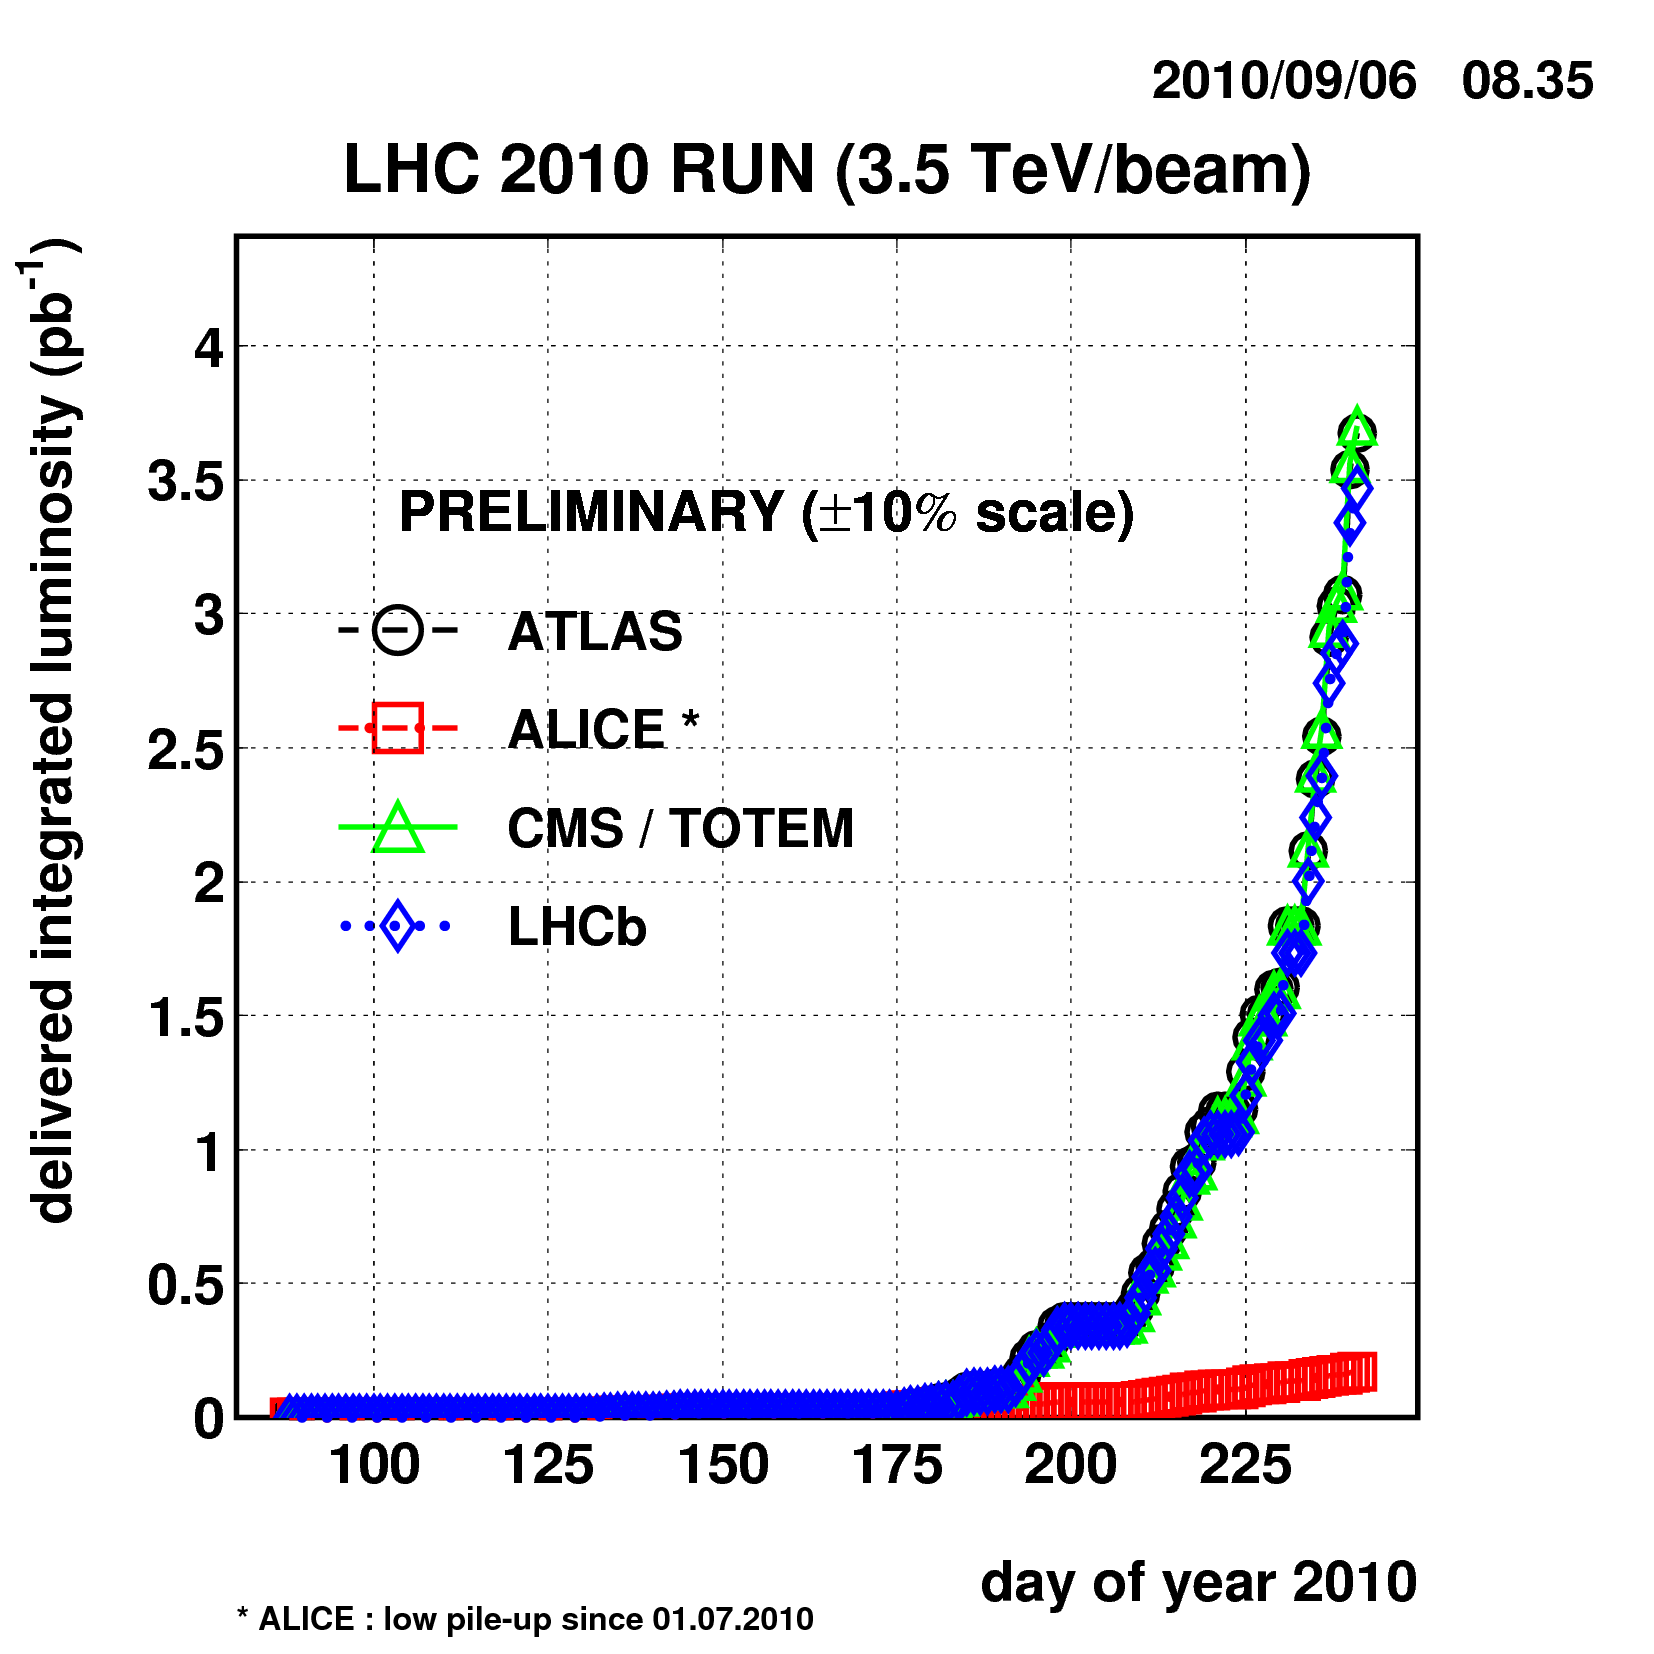 2010/09/06 08.35
LHC 2010 RUN (3.5 TeV/beam)
delivered integrated luminosity (pb-1)
4
3.5
3
2.5
2
1.5
1
0.5
0
PRELIMINARY (±10% scale)
ATLAS
ALICE *
CMS / TOTEM
LHCb
100 125 150 175 200 225
day of year 2010
* ALICE : low pile-up since 01.07.2010